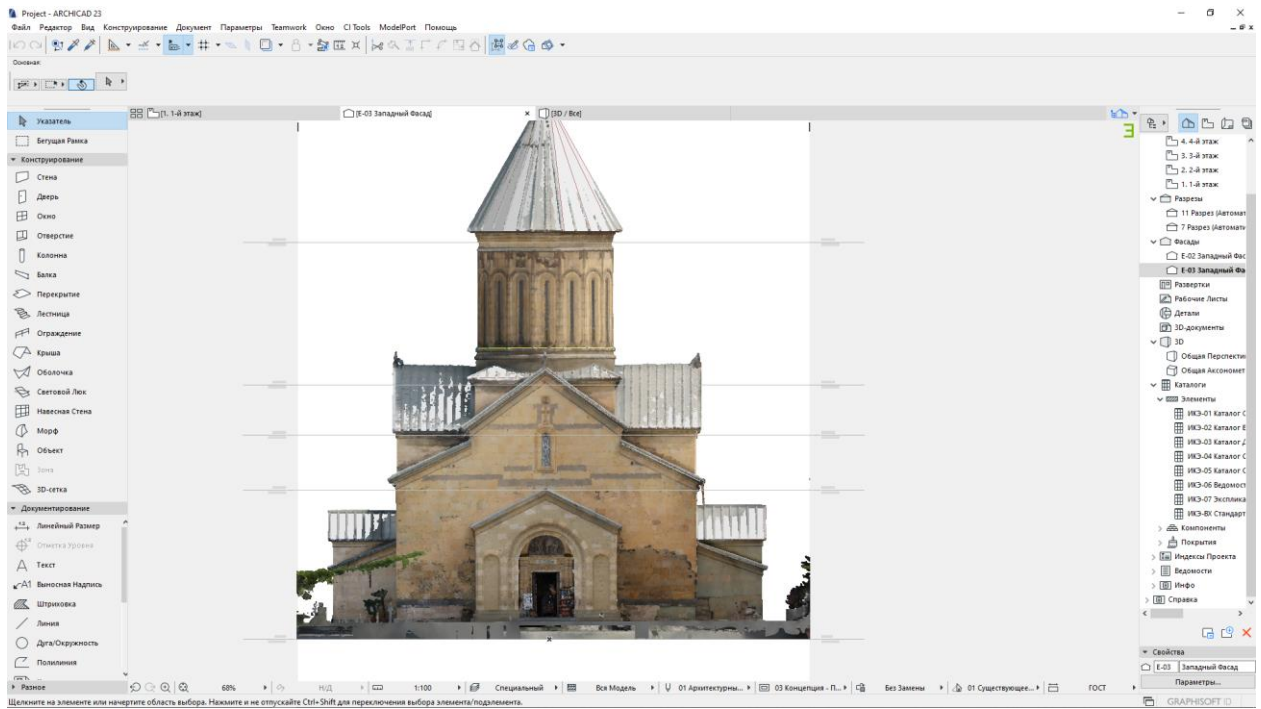 Project - ARCHICAD 23
Файл Редактор Вид Конструирование Документ Параметры Teamwork Окно CI Tools ModelPort Помощь
Основная:
[1. 1-й этаж]
[E-03 Западный Фасад]
[3D / Все]
Указатель
Бегущая Рамка
Конструирование
Стена
Дверь
Окно
Отверстие
Колонна
Балка
Перекрытие
Лестница
Ограждение
Крыша
Оболочка
Световой Люк
Навесная Стена
Морф
Объект
Зона
3D-сетка
Документирование
Линейный Размер
Отметка Уровня
Текст
Выносная Надпись
Штриховка
Линия
Дуга/Окружность
Полилиния
Разное
4. 4-й этаж
3. 3-й этаж
2. 2-й этаж
1. 1-й этаж
Разрезы
11 Разрез (Автомат
7 Разрез (Автомати
Фасады
E-02 Западный Фас
E-03 Западный Фа
Развертки
Рабочие Листы
Детали
3D-документы
3D
Общая Перспекти
Общая Аксономет
Каталоги
Элементы
ИКЭ-01 Каталог С
ИКЭ-02 Каталог В
ИКЭ-03 Каталог Д
ИКЭ-04 Каталог С
ИКЭ-05 Каталог С
ИКЭ-06 Ведомост
ИКЭ-07 Экспликa
ИКЭ-ВХ Стандарт
Компоненты
Покрытия
Индексы Проекта
Ведомости
Инфо
Справка
Свойства
E-03 Западный Фасад
Параметры...
68% Н/Д 1:100 Специальный Вся Модель 01 Архитектурны... 03 Концепция - П... Без Замены 01 Существующее... ГОСТ
Щелкните на элементе или начертите область выбора. Нажмите и не отпускайте Ctrl+Shift для переключения выбора элемента/подэлемента.
GRAPHISOFT ID